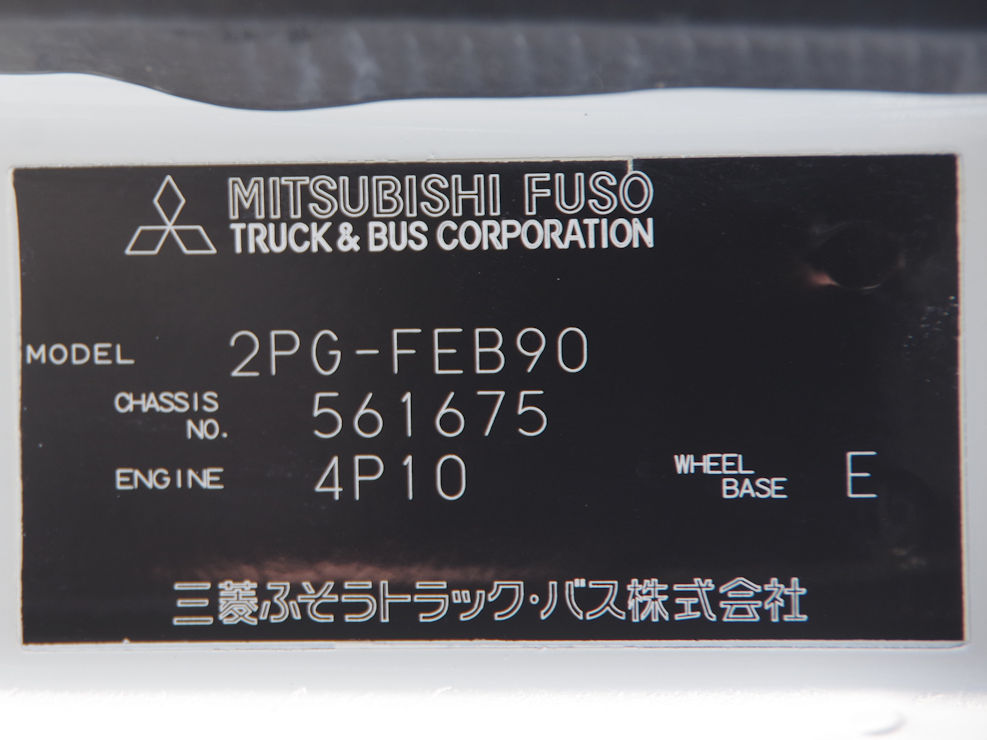 MITSUBISHI FUSO
TRUCK & BUS CORPORATION
MODEL 2PG-FEB90
CHASSIS NO. 561675
ENGINE 4P10
WHEEL BASE E
三菱ふそうトラック・バス株式会社